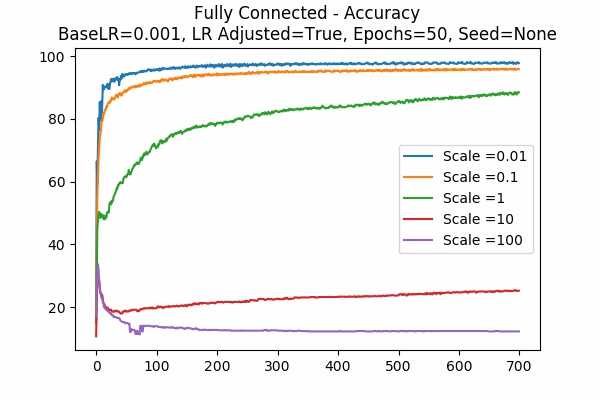 Fully Connected - Accuracy
BaseLR=0.001, LR Adjusted=True, Epochs=50, Seed=None
100
80
60
40
20
Scale =0.01
Scale =0.1
Scale =1
Scale =10
Scale =100
0
100
200
300
400
500
600
700